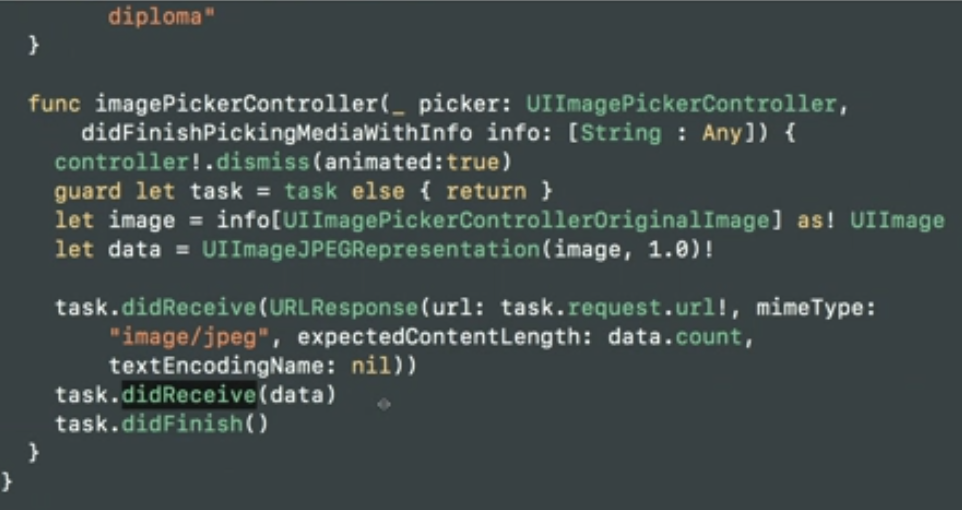 diploma"
}
func imagePickerController(_ picker: UIImagePickerController,
didFinishPickingMediaWithInfo info: [String : Any]) {
controller!.dismiss(animated:true)
guard let task = task else { return }
let image = info[UIImagePickerControllerOriginalImage] as! UIImage
let data = UIImageJPEGRepresentation(image, 1.0)!
task.didReceive(URLResponse(url: task.request.url!, mimeType:
"image/jpeg", expectedContentLength: data.count,
textEncodingName: nil))
task.didReceive(data)
task.didFinish()
}
}